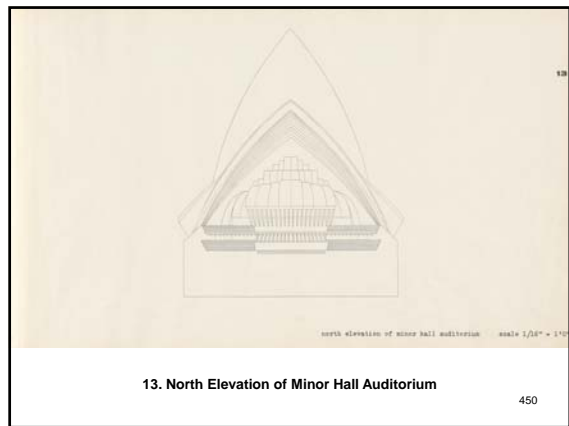 13
north elevation of minor hall auditorium scale 1/16" = 1'0"
13. North Elevation of Minor Hall Auditorium
450